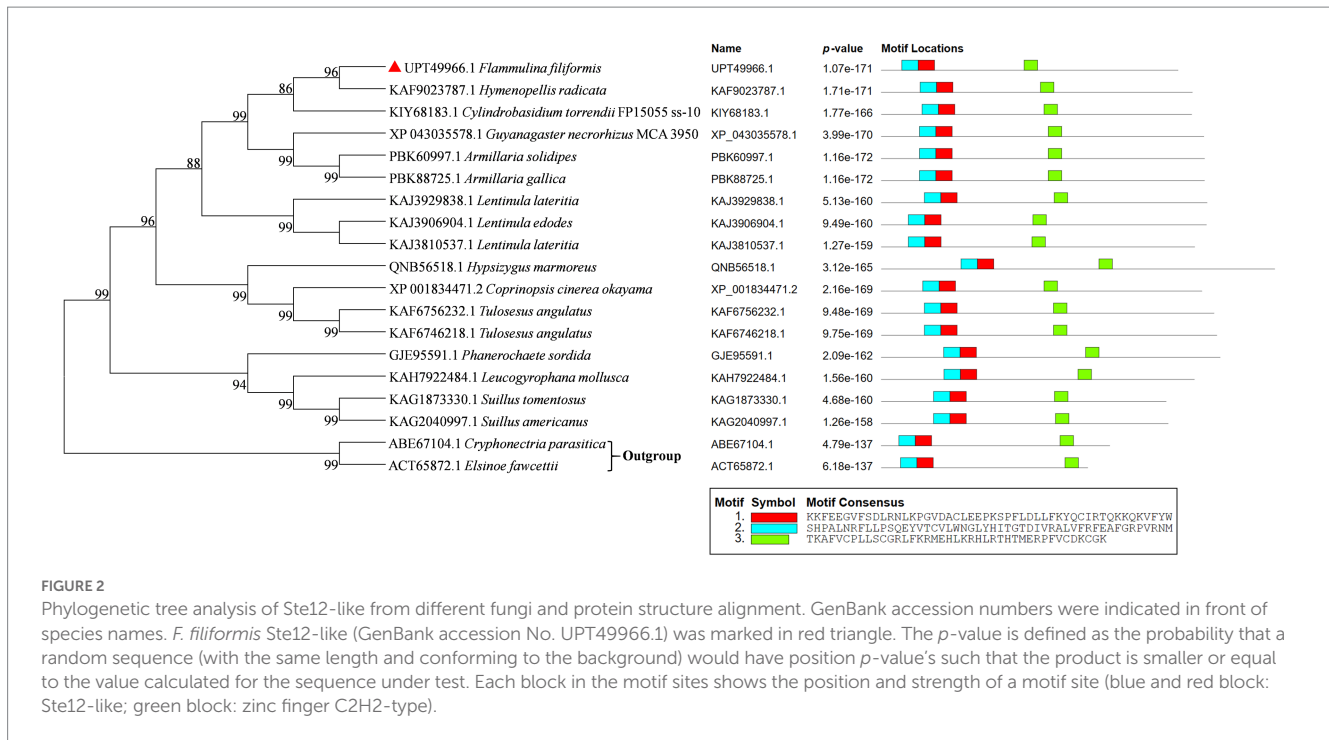 Name p-value Motif Locations
96 UPT49966.1 Flammulina filiformis UPT49966.1 1.07e-171
86 KAF9023787.1 Hymenopellis radicata KAF9023787.1 1.71e-171
99 KIY68183.1 Cylindrobasidium torrendii FP15055 ss-10 KIY68183.1 1.77e-166
XP 043035578.1 Guyanagaster necrorhizus MCA 3950 XP_043035578.1 3.99e-170
88 99 PBK60997.1 Armillaria solidipes PBK60997.1 1.16e-172
99 PBK88725.1 Armillaria gallica PBK88725.1 1.16e-172
KAJ3929838.1 Lentinula lateritia KAJ3929838.1 5.13e-160
96 99 KAJ3906904.1 Lentinula edodes KAJ3906904.1 9.49e-160
KAJ3810537.1 Lentinula lateritia KAJ3810537.1 1.27e-159
QNB56518.1 Hypsizygus marmoreus QNB56518.1 3.12e-165
99 99 XP 001834471.2 Coprinopsis cinerea okayama XP_001834471.2 2.16e-169
99 KAF6756232.1 Tulosesus angulatus KAF6756232.1 9.48e-169
99 KAF6746218.1 Tulosesus angulatus KAF6746218.1 9.75e-169
GJE95591.1 Phanerochaete sordida GJE95591.1 2.09e-162
94 KAH7922484.1 Leucogyrophana mollusca KAH7922484.1 1.56e-160
99 KAG1873330.1 Suillus tomentosus KAG1873330.1 4.68e-160
99 KAG2040997.1 Suillus americanus KAG2040997.1 1.26e-158
ABE67104.1 Cryphonectria parasitica ABE67104.1 4.79e-137
Outgroup
99 ACT65872.1 Elsinoe fawcettii ACT65872.1 6.18e-137
Motif Symbol Motif Consensus
1. KKFEEGVFSDLRNLKPGVDACLEEPKSPFLDLLFKYQCIRTQKKQKVFYW
2. SHPALNRFLLPSQEYVTCVLWNGLYHITGTDIVRALVFRFEAFGRPVRNM
3. TKAFVCPLLSCGRLFKRMEHLKRHLRTHTMERPFVCDKCGK
FIGURE 2
Phylogenetic tree analysis of Ste12-like from different fungi and protein structure alignment. GenBank accession numbers were indicated in front of
species names. F. filiformis Ste12-like (GenBank accession No. UPT49966.1) was marked in red triangle. The p-value is defined as the probability that a
random sequence (with the same length and conforming to the background) would have position p-value's such that the product is smaller or equal
to the value calculated for the sequence under test. Each block in the motif sites shows the position and strength of a motif site (blue and red block:
Ste12-like; green block: zinc finger C2H2-type).